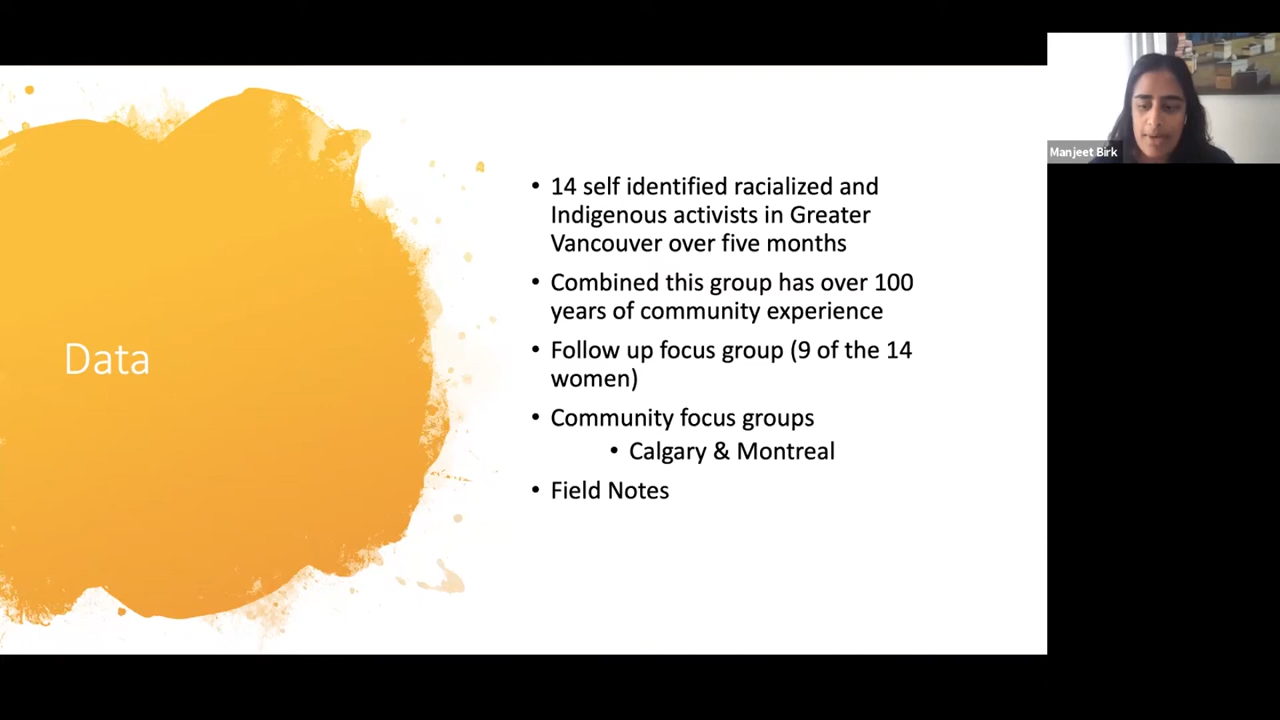 Manjeet Birk
Data
• 14 self identified racialized and
Indigenous activists in Greater
Vancouver over five months
• Combined this group has over 100
years of community experience
• Follow up focus group (9 of the 14
women)
• Community focus groups
• Calgary & Montreal
• Field Notes